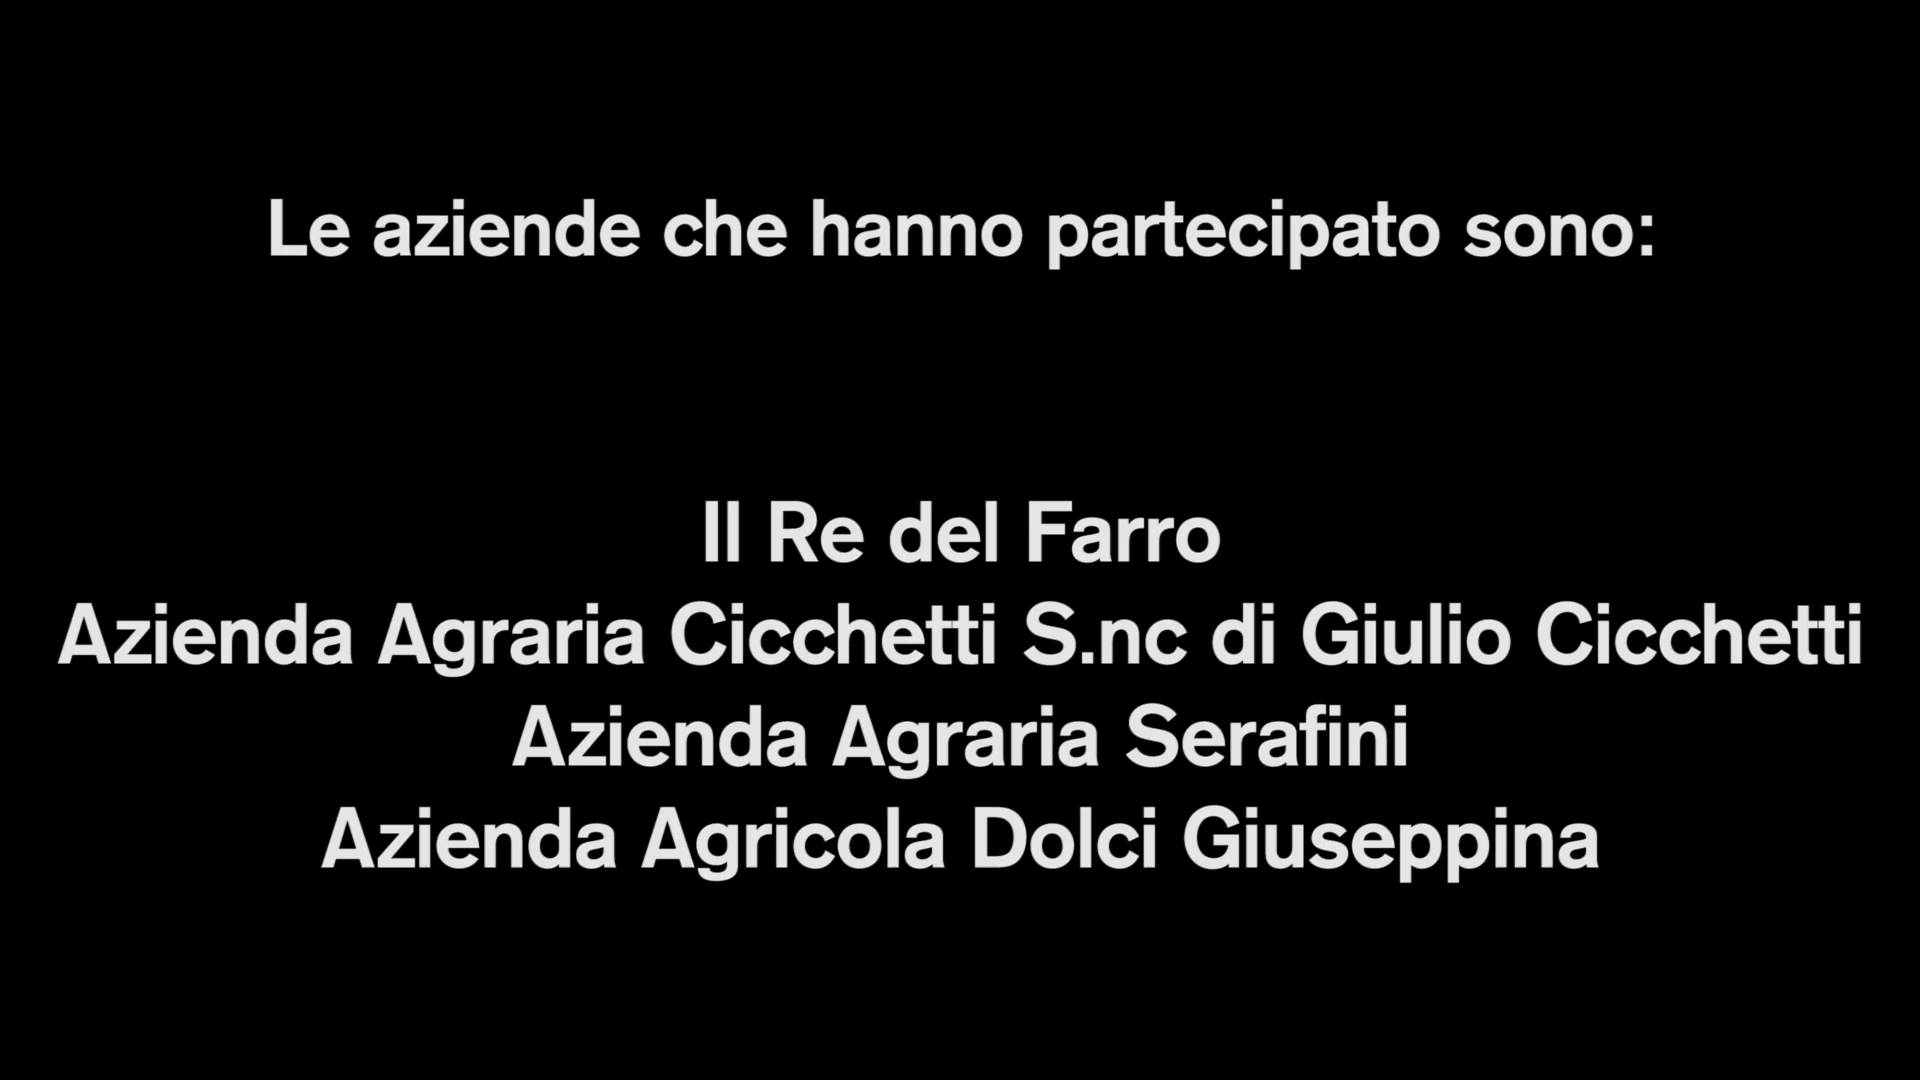 Le aziende che hanno partecipato sono:
Il Re del Farro
Azienda Agraria Cicchetti S.nc di Giulio Cicchetti
Azienda Agraria Serafini
Azienda Agricola Dolci Giuseppina